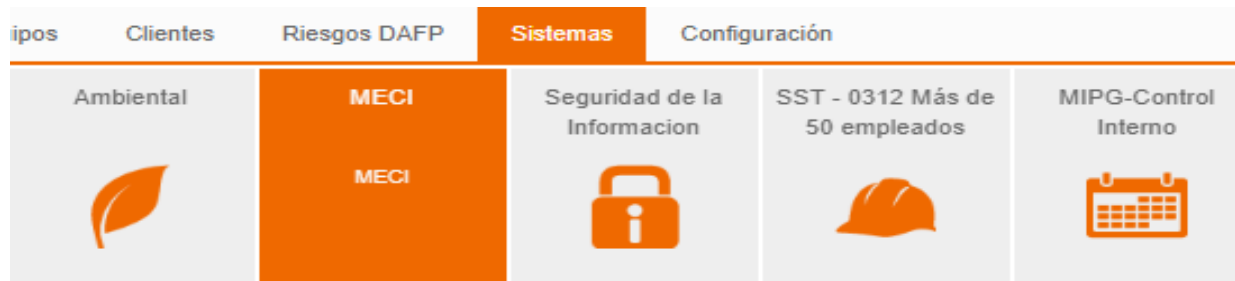 ipos Clientes Riesgos DAFP Sistemas Configuración
Ambiental
MECI
MECI
Seguridad de la
Informacion
SST - 0312 Más de
50 empleados
MIPG-Control
Interno